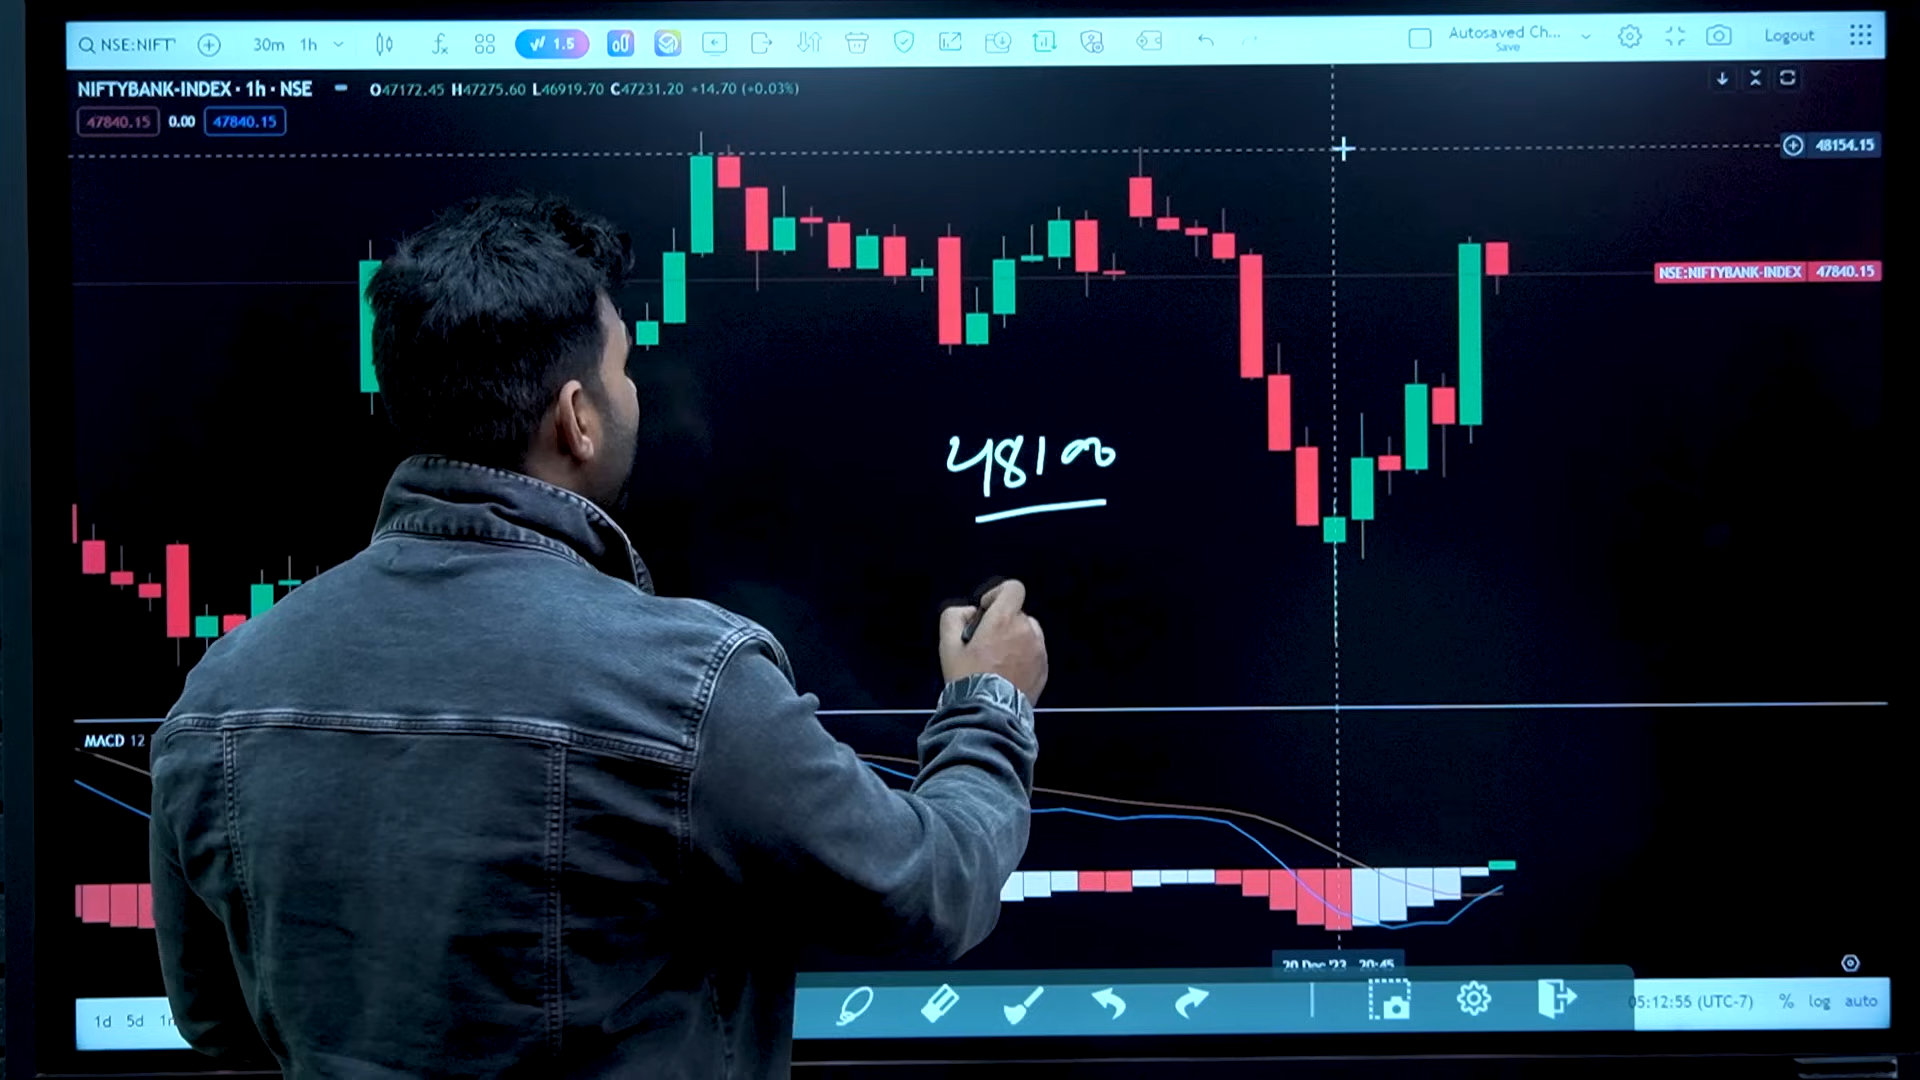 NSE:NIFT 30m 1h 1.5 Autosaved Ch... Save Logout
NIFTYBANK-INDEX · 1h · NSE O47172.45 H47275.60 L46919.70 C47231.20 +14.70 (+0.03%)
47840.15 0.00 47840.15
48154.15
NSE:NIFTYBANK-INDEX 47840.15
48100
MACD 12
20 Dec '23 20:45
1d 5d 05:12:55 (UTC-7) % log auto